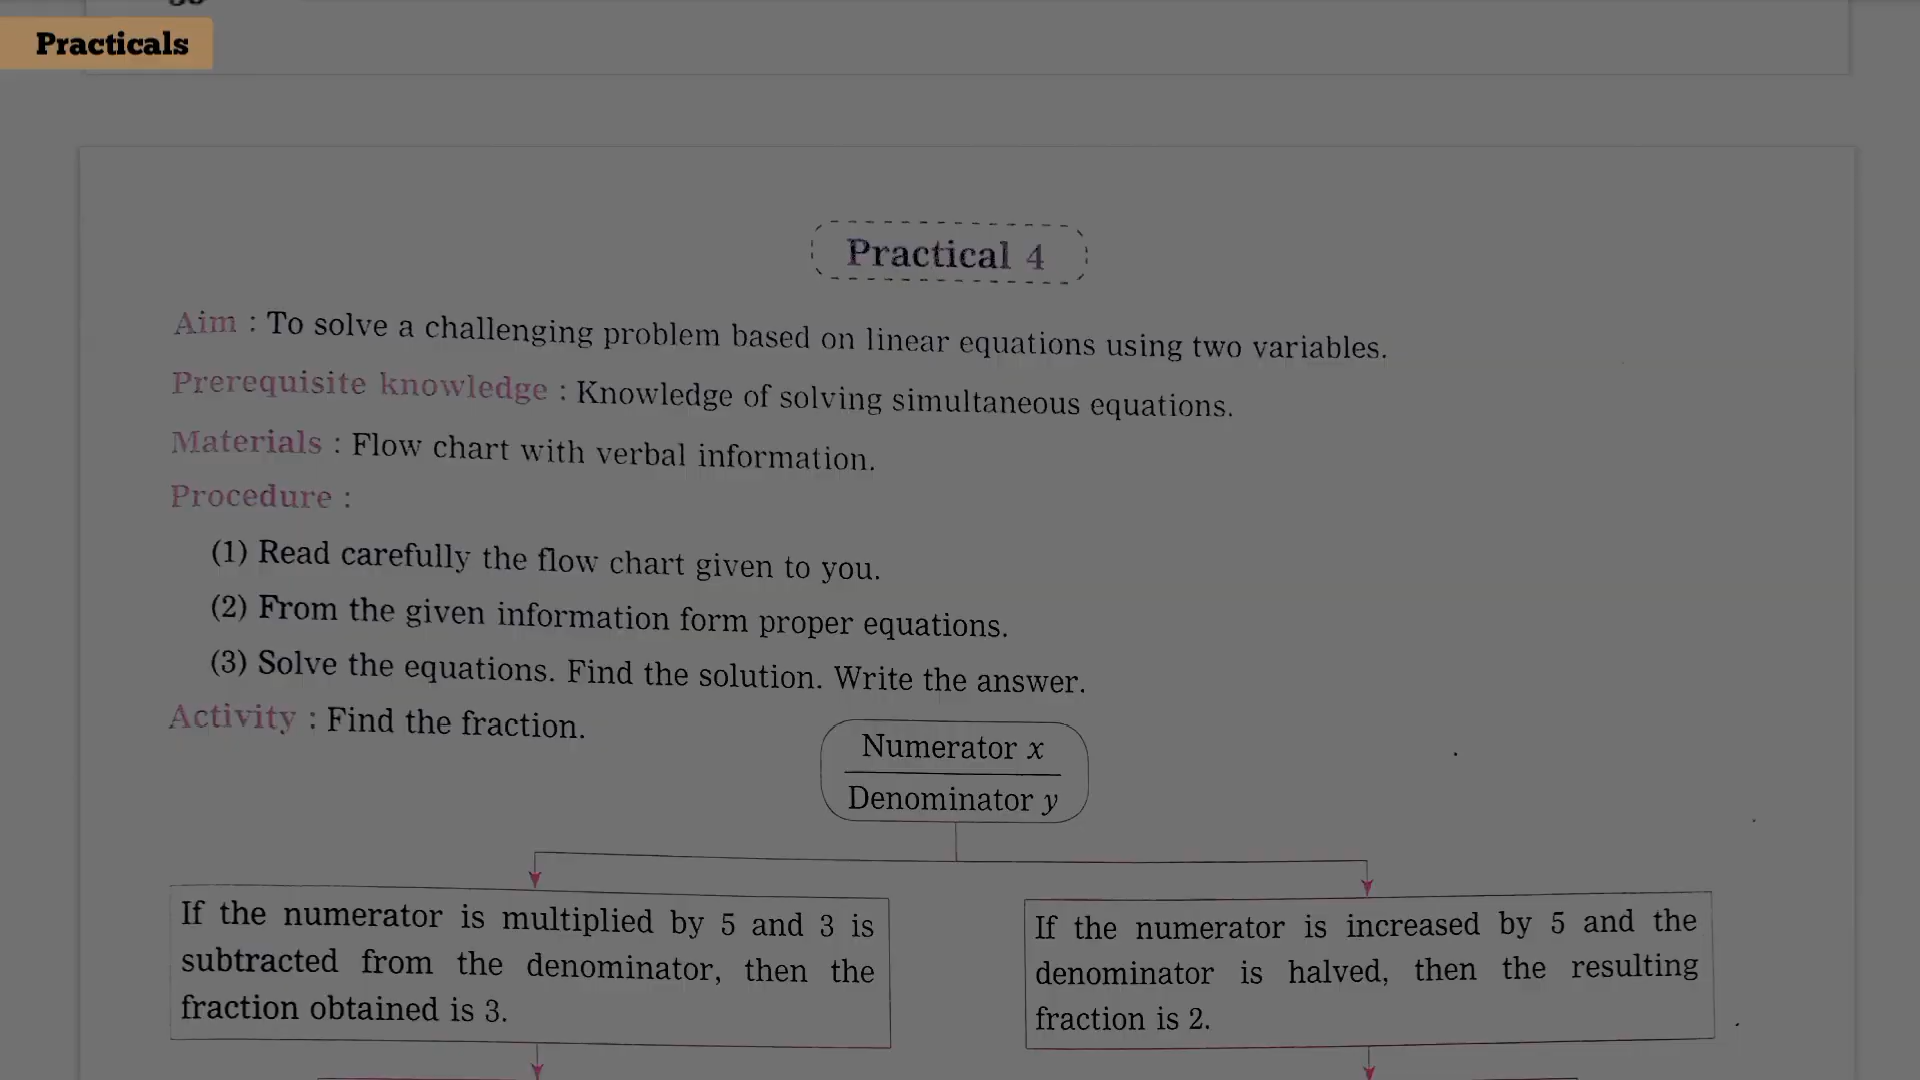 Practicals
Practical 4
Aim : To solve a challenging problem based on linear equations using two variables.
Prerequisite knowledge : Knowledge of solving simultaneous equations.
Materials : Flow chart with verbal information.
Procedure :
(1) Read carefully the flow chart given to you.
(2) From the given information form proper equations.
(3) Solve the equations. Find the solution. Write the answer.
Activity : Find the fraction.
Numerator x
Denominator y
If the numerator is multiplied by 5 and 3 is
subtracted from the denominator, then the
fraction obtained is 3.
If the numerator is increased by 5 and the
denominator is halved, then the resulting
fraction is 2.